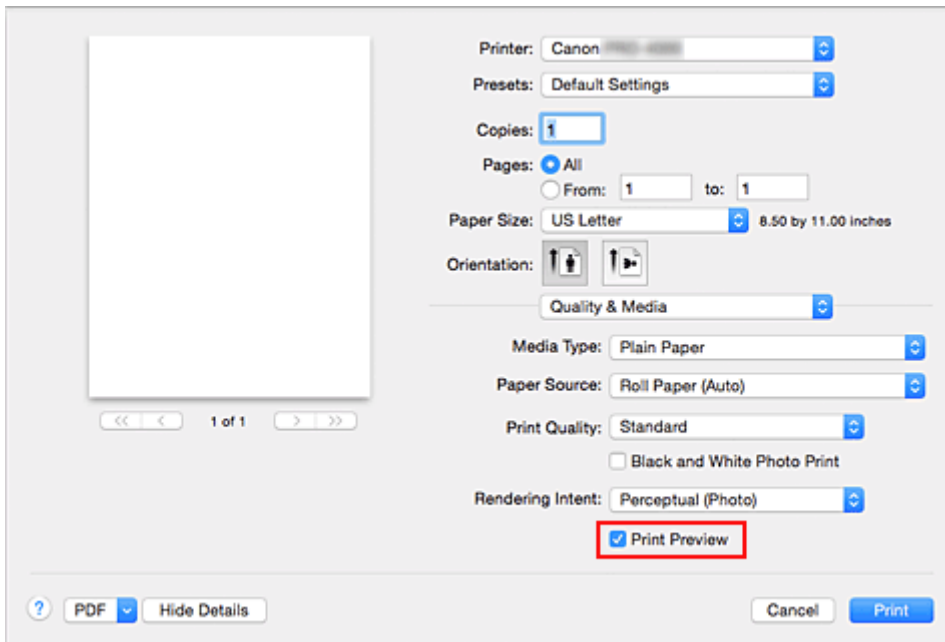 Printer: Canon
Presets: Default Settings
Copies: 1
Pages: All
From: 1 to: 1
Paper Size: US Letter 8.50 by 11.00 inches
Orientation:
Quality & Media
Media Type: Plain Paper
Paper Source: Roll Paper (Auto)
<< < 1 of 1 > >>
Print Quality: Standard
Black and White Photo Print
Rendering Intent: Perceptual (Photo)
Print Preview
? PDF Hide Details Cancel Print